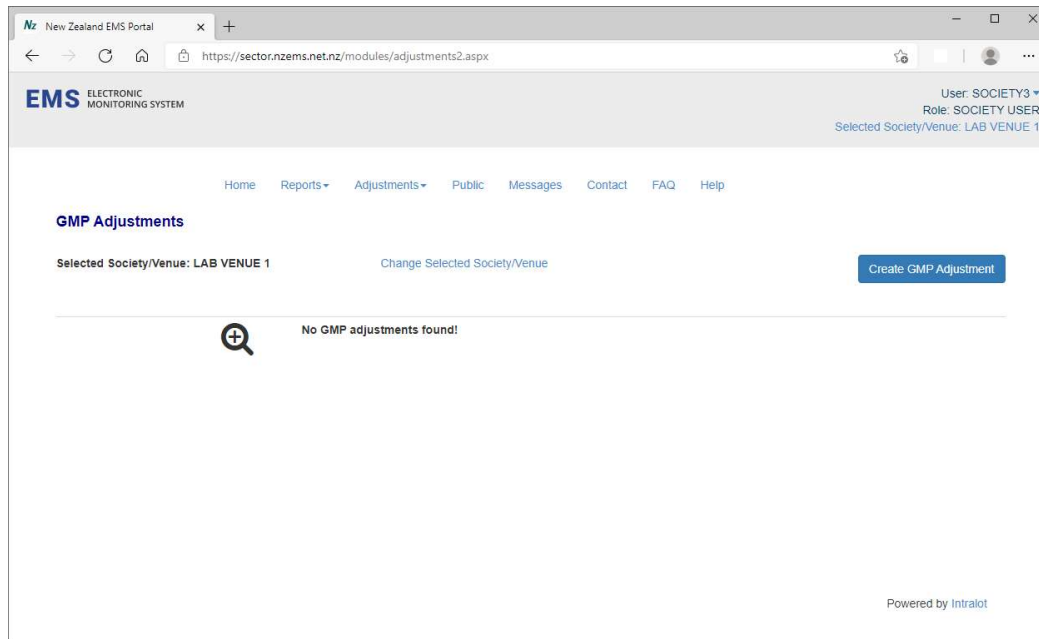 Nz New Zealand EMS Portal
https://sector.nzems.net.nz/modules/adjustments2.aspx
EMS ELECTRONIC MONITORING SYSTEM
User: SOCIETY3
Role: SOCIETY USER
Selected Society/Venue: LAB VENUE 1
Home Reports Adjustments Public Messages Contact FAQ Help
GMP Adjustments
Selected Society/Venue: LAB VENUE 1 Change Selected Society/Venue Create GMP Adjustment
No GMP adjustments found!
Powered by Intralot